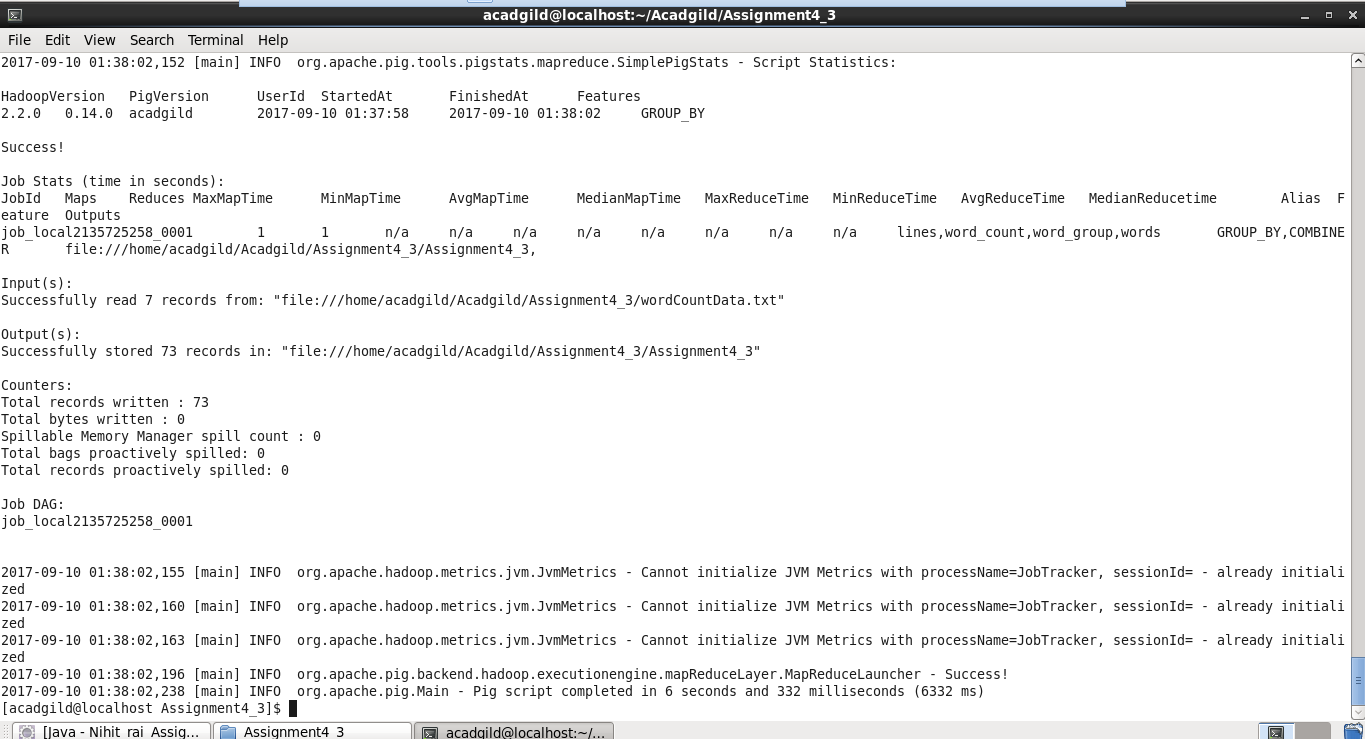 acadgild@localhost:~/Acadgild/Assignment4_3
File Edit View Search Terminal Help
2017-09-10 01:38:02,152 [main] INFO  org.apache.pig.tools.pigstats.mapreduce.SimplePigStats - Script Statistics:
HadoopVersion   PigVersion      UserId  StartedAt       FinishedAt      Features
2.2.0   0.14.0  acadgild        2017-09-10 01:37:58     2017-09-10 01:38:02     GROUP_BY
Success!
Job Stats (time in seconds):
JobId   Maps    Reduces MaxMapTime      MinMapTime      AvgMapTime      MedianMapTime   MaxReduceTime   MinReduceTime   AvgReduceTime   MedianReducetime        Alias  F
eature  Outputs
job_local2135725258_0001        1       1       n/a     n/a     n/a     n/a     n/a     n/a     n/a     n/a     lines,word_count,word_group,words       GROUP_BY,COMBINE
R       file:///home/acadgild/Acadgild/Assignment4_3/Assignment4_3,
Input(s):
Successfully read 7 records from: "file:///home/acadgild/Acadgild/Assignment4_3/wordCountData.txt"
Output(s):
Successfully stored 73 records in: "file:///home/acadgild/Acadgild/Assignment4_3/Assignment4_3"
Counters:
Total records written : 73
Total bytes written : 0
Spillable Memory Manager spill count : 0
Total bags proactively spilled: 0
Total records proactively spilled: 0
Job DAG:
job_local2135725258_0001
2017-09-10 01:38:02,155 [main] INFO  org.apache.hadoop.metrics.jvm.JvmMetrics - Cannot initialize JVM Metrics with processName=JobTracker, sessionId= - already initiali
zed
2017-09-10 01:38:02,160 [main] INFO  org.apache.hadoop.metrics.jvm.JvmMetrics - Cannot initialize JVM Metrics with processName=JobTracker, sessionId= - already initiali
zed
2017-09-10 01:38:02,163 [main] INFO  org.apache.hadoop.metrics.jvm.JvmMetrics - Cannot initialize JVM Metrics with processName=JobTracker, sessionId= - already initiali
zed
2017-09-10 01:38:02,196 [main] INFO  org.apache.pig.backend.hadoop.executionengine.mapReduceLayer.MapReduceLauncher - Success!
2017-09-10 01:38:02,238 [main] INFO  org.apache.pig.Main - Pig script completed in 6 seconds and 332 milliseconds (6332 ms)
[acadgild@localhost Assignment4_3]$
[Java - Nihit_rai_Assig... Assignment4_3 acadgild@localhost:~/...